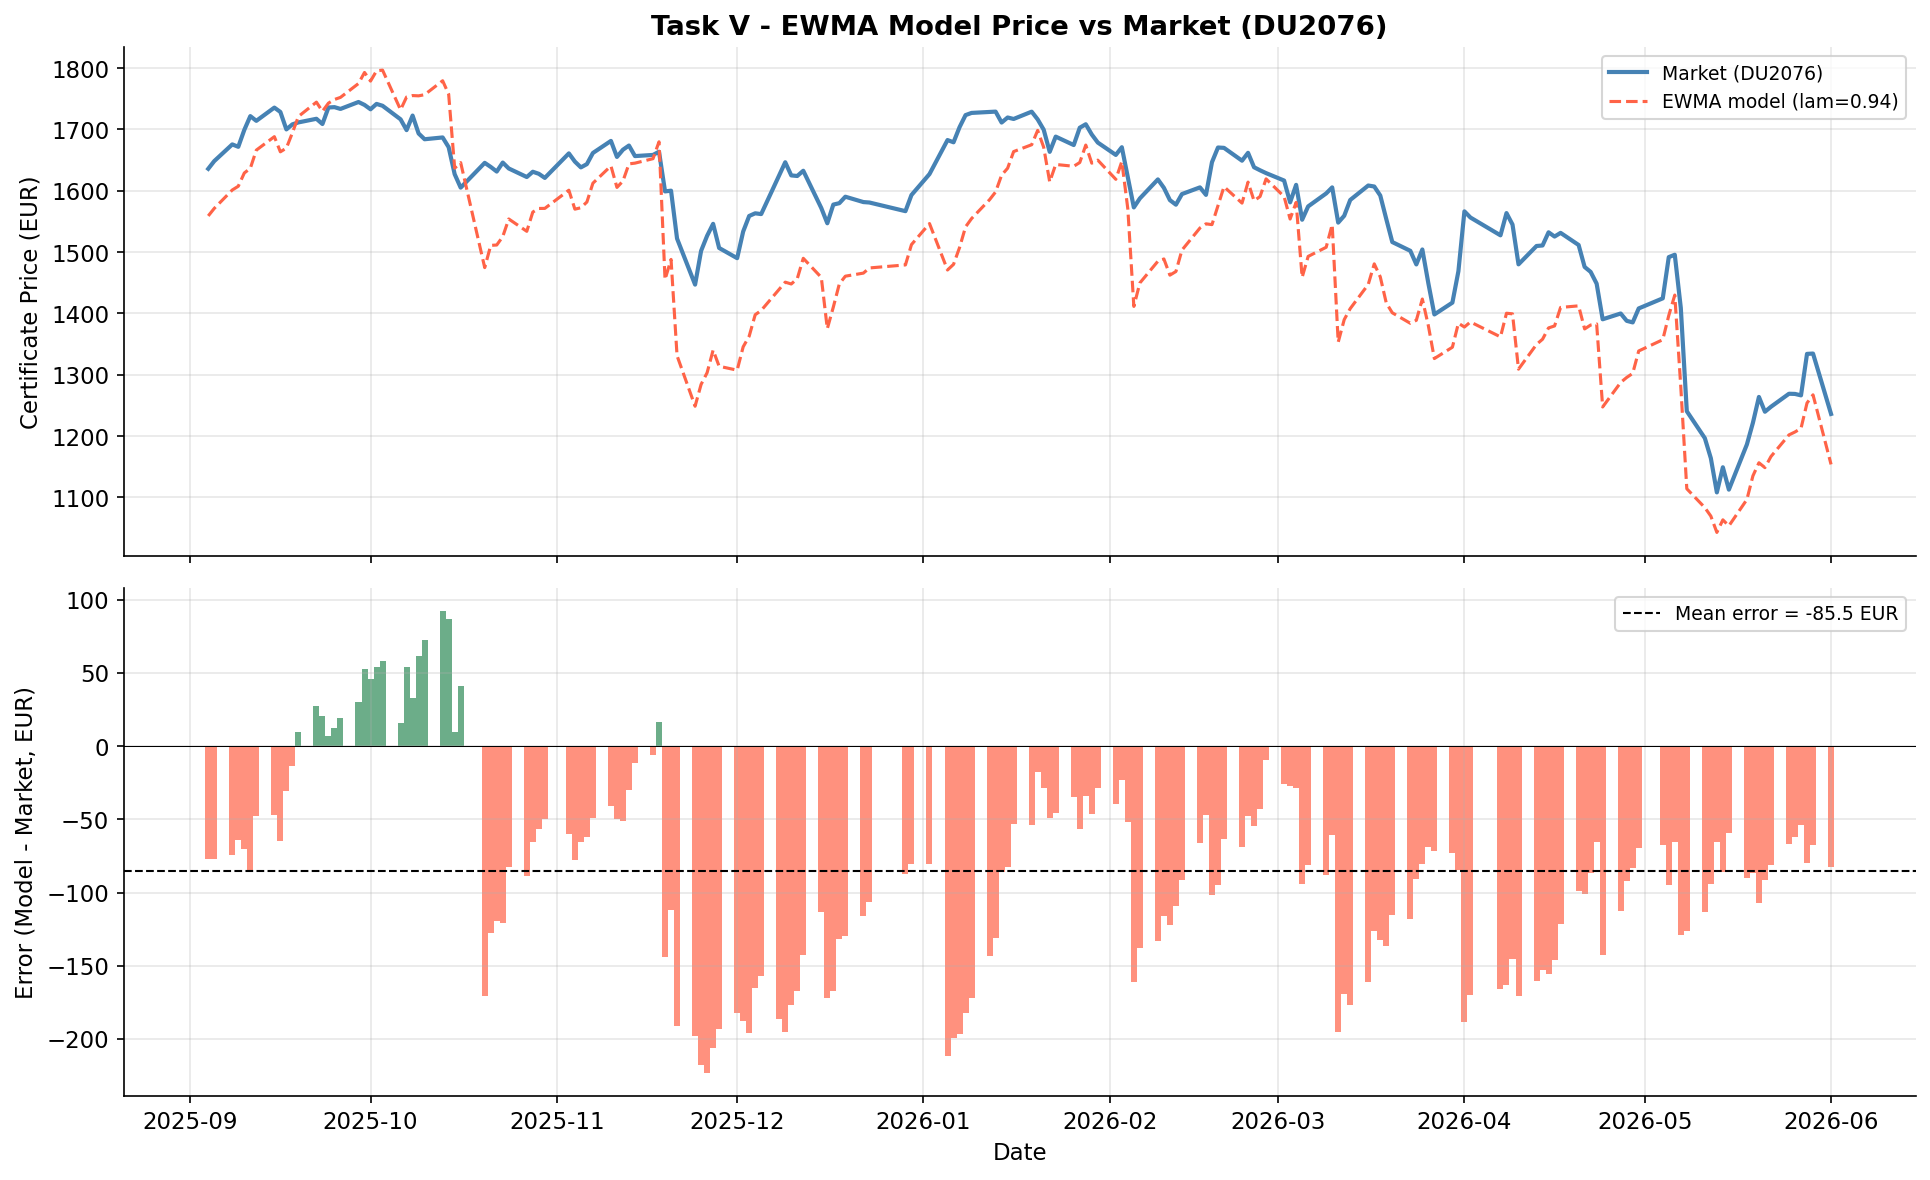 Task V - EWMA Model Price vs Market (DU2076)
Certificate Price (EUR)
1800
1700
1600
1500
1400
1300
1200
1100
Market (DU2076)
EWMA model (lam=0.94)
Error (Model - Market, EUR)
100
50
0
−50
−100
−150
−200
Mean error = -85.5 EUR
2025-09 2025-10 2025-11 2025-12 2026-01 2026-02 2026-03 2026-04 2026-05 2026-06
Date